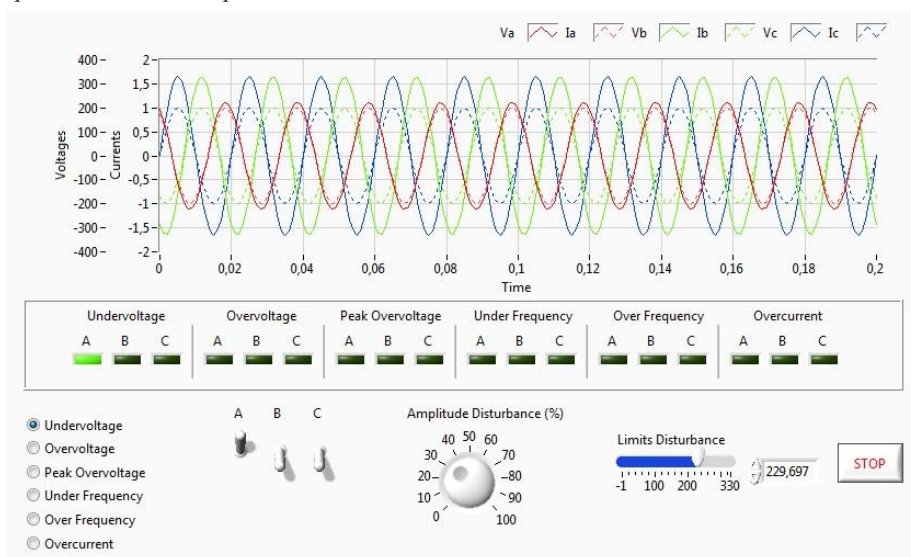 Va Ia Vb Ib Vc Ic
400 2
300 1,5
200 1
100 0,5
0 0
-100 -0,5
-200 -1
-300 -1,5
-400 -2
Voltages
Currents
0 0,02 0,04 0,06 0,08 0,1 0,12 0,14 0,16 0,18 0,2
Time
Undervoltage Overvoltage Peak Overvoltage Under Frequency Over Frequency Overcurrent
A B C A B C A B C A B C A B C A B C
Undervoltage
Overvoltage
Peak Overvoltage
Under Frequency
Over Frequency
Overcurrent
A B C
Amplitude Disturbance (%)
0 10 20 30 40 50 60 70 80 90 100
Limits Disturbance
-1 100 200 330
229,697
STOP